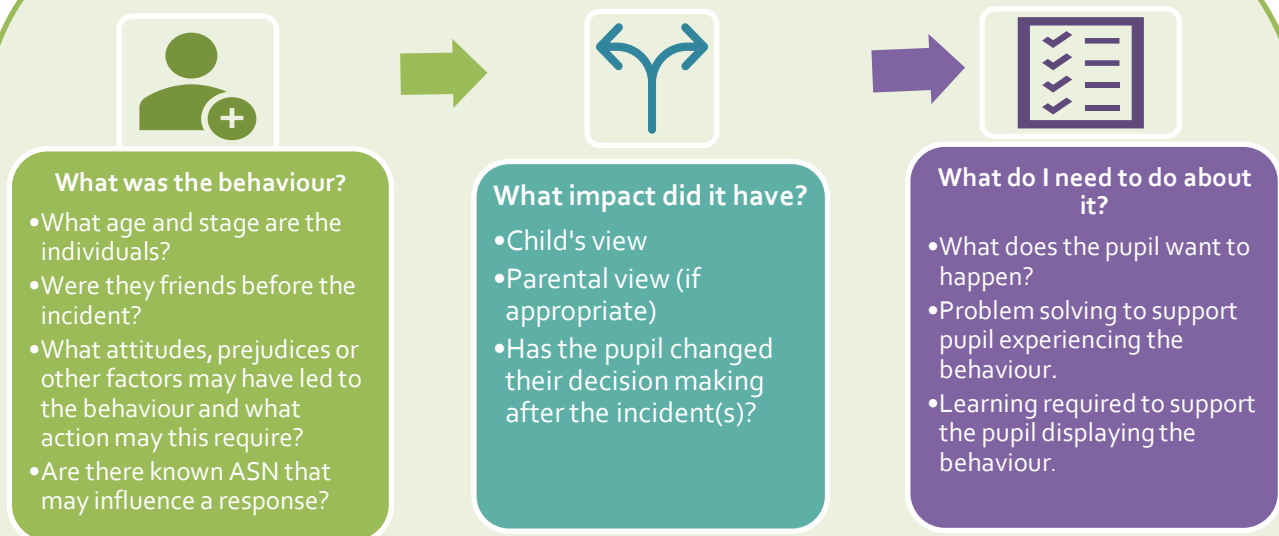 What was the behaviour?
•What age and stage are the
individuals?
•Were they friends before the
incident?
•What attitudes, prejudices or
other factors may have led to
the behaviour and what
action may this require?
•Are there known ASN that
may influence a response?
What impact did it have?
•Child's view
•Parental view (if
appropriate)
•Has the pupil changed
their decision making
after the incident(s)?
What do I need to do about
it?
•What does the pupil want to
happen?
•Problem solving to support
pupil experiencing the
behaviour.
•Learning required to support
the pupil displaying the
behaviour.